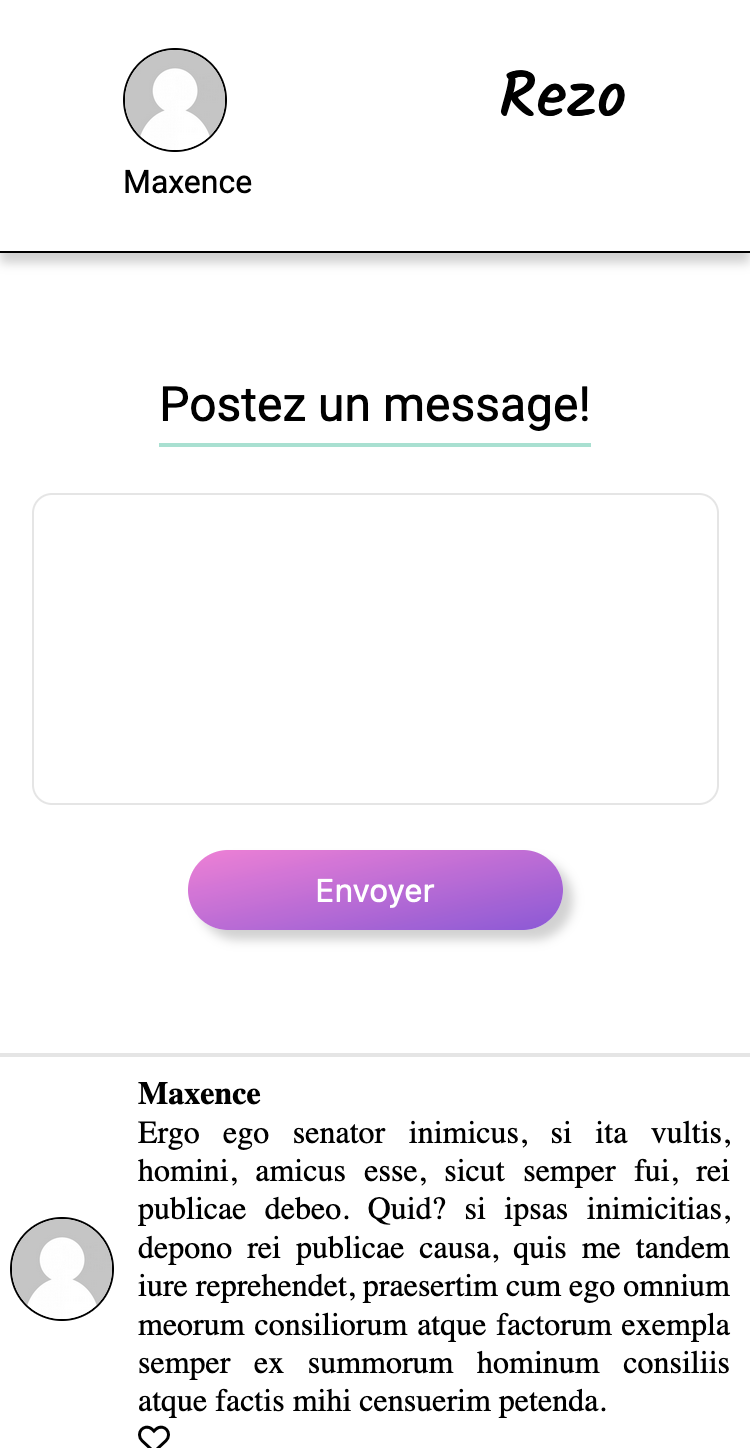 Rezo
Maxence
Postez un message!
Envoyer
Maxence
Ergo ego senator inimicus, si ita vultis,
homini, amicus esse, sicut semper fui, rei
publicae debeo. Quid? si ipsas inimicitias,
depono rei publicae causa, quis me tandem
iure reprehendet, praesertim cum ego omnium
meorum consiliorum atque factorum exempla
semper ex summorum hominum consiliis
atque factis mihi censuerim petenda.